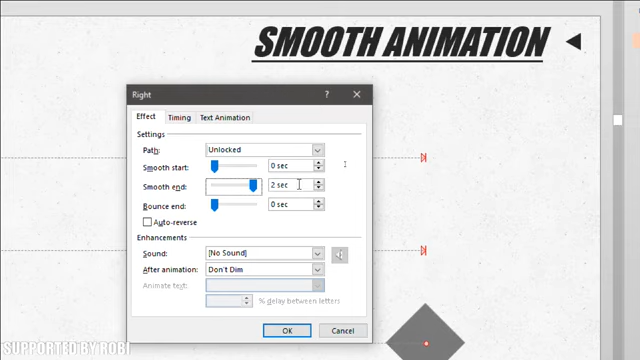 SMOOTH ANIMATION
Right
Effect Timing Text Animation
Settings
Path: Unlocked
Smooth start: 0 sec
Smooth end: 2 sec
Bounce end: 0 sec
Auto-reverse
Enhancements
Sound: [No Sound]
After animation: Don't Dim
Animate text:
% delay between letters
OK Cancel
SUPPORTED BY ROBI